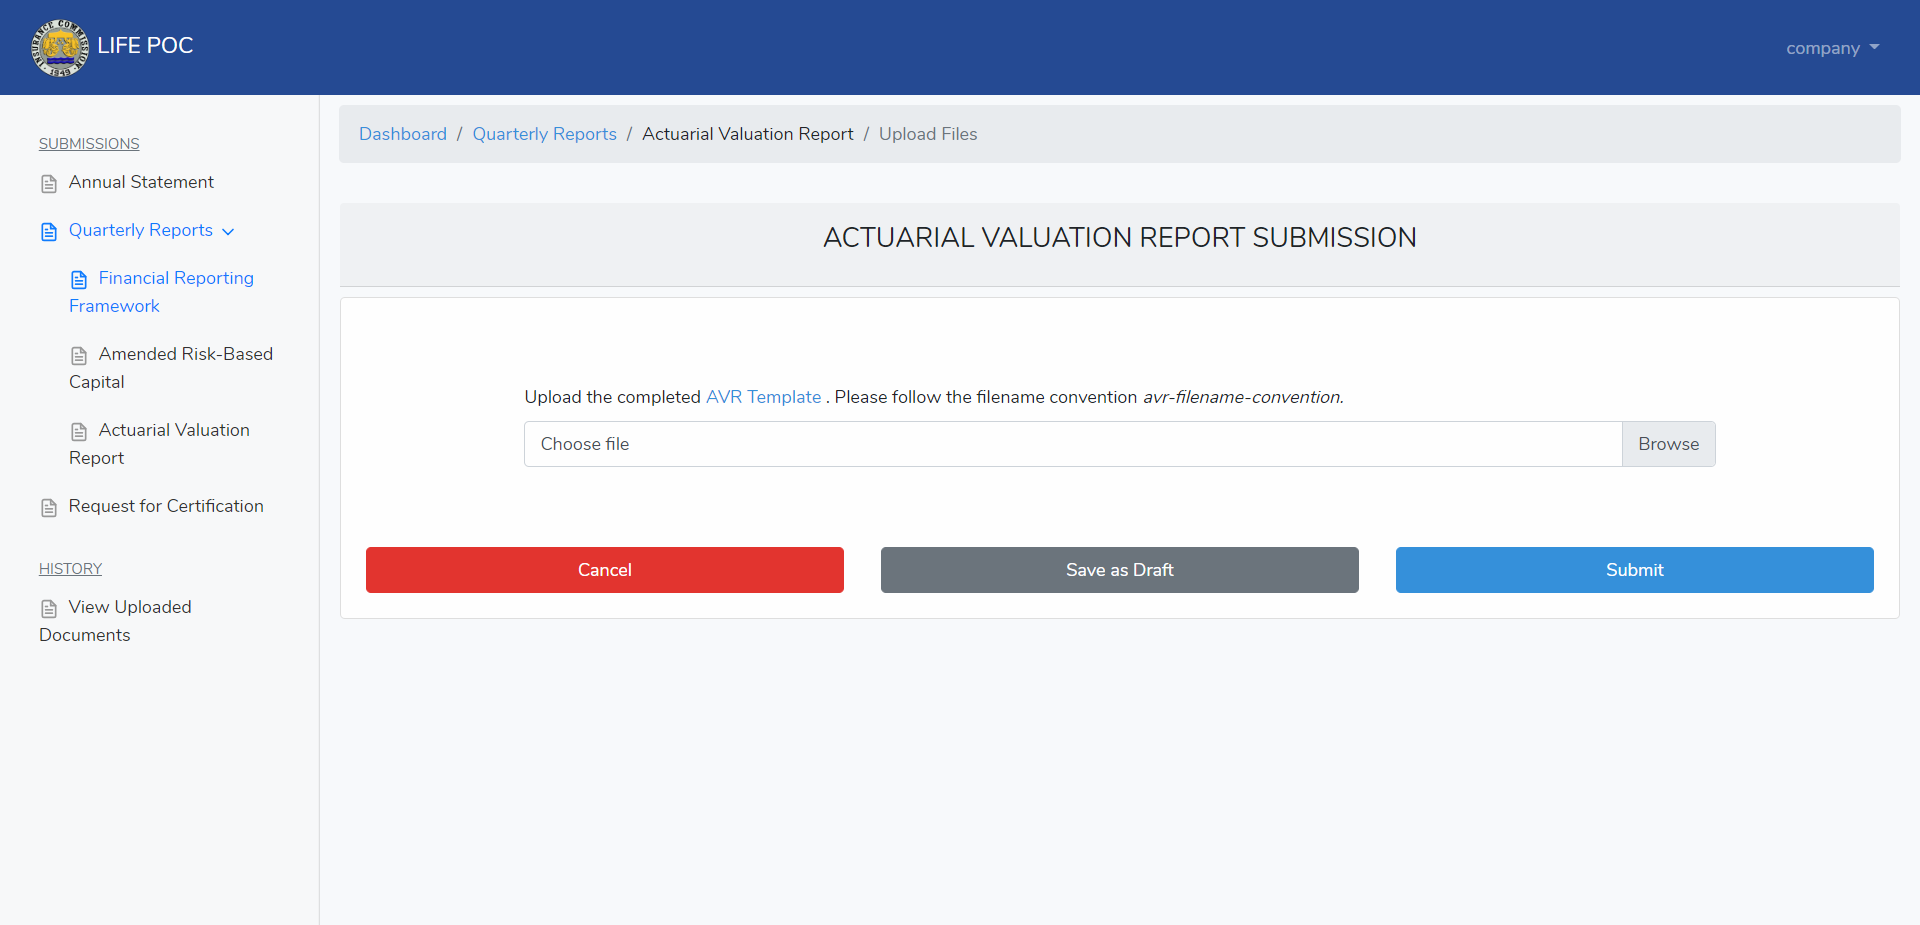 INSURANCE COMMISSION
1949
LIFE POC
company
SUBMISSIONS
Annual Statement
Quarterly Reports
Financial Reporting
Framework
Amended Risk-Based
Capital
Actuarial Valuation
Report
Request for Certification
HISTORY
View Uploaded
Documents
Dashboard / Quarterly Reports / Actuarial Valuation Report / Upload Files
ACTUARIAL VALUATION REPORT SUBMISSION
Upload the completed AVR Template . Please follow the filename convention avr-filename-convention.
Choose file
Browse
Cancel
Save as Draft
Submit